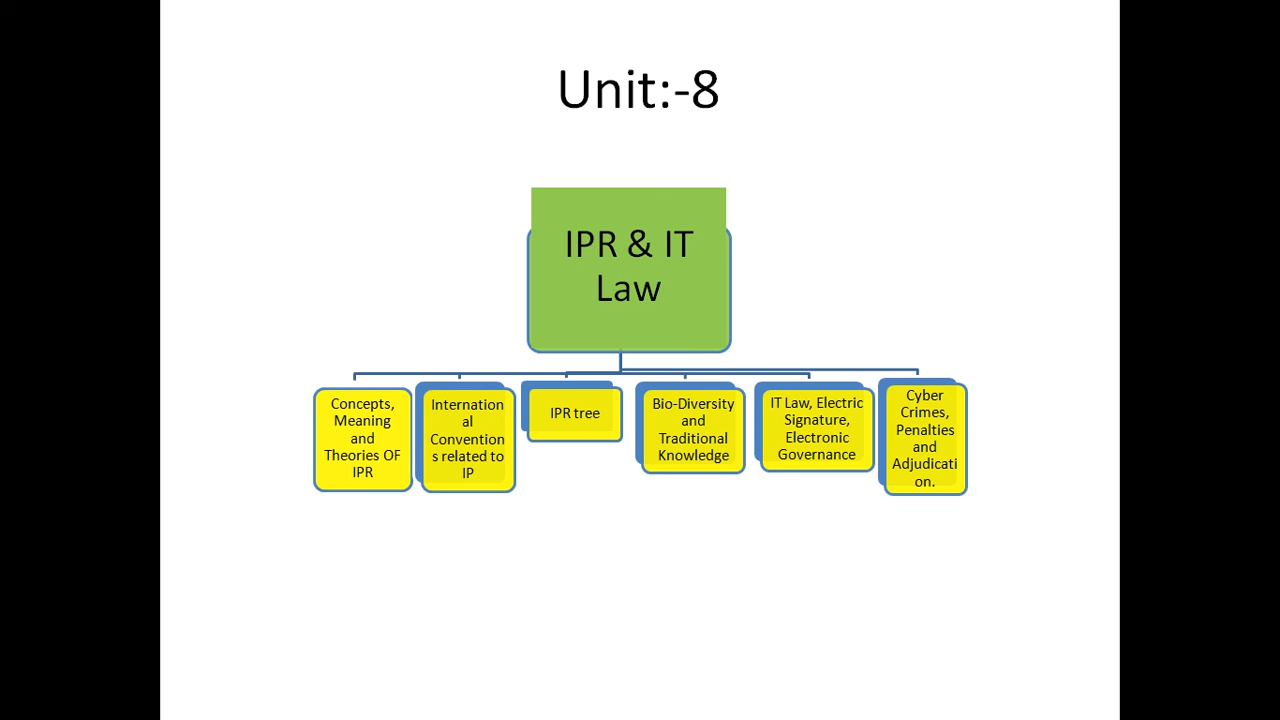 Unit:-8
IPR & IT
Law
Concepts,
Meaning
and
Theories OF
IPR
Internation
al
Convention
s related to
IP
IPR tree
Bio-Diversity
and
Traditional
Knowledge
IT Law, Electric
Signature,
Electronic
Governance
Cyber
Crimes,
Penalties
and
Adjudicati
on.